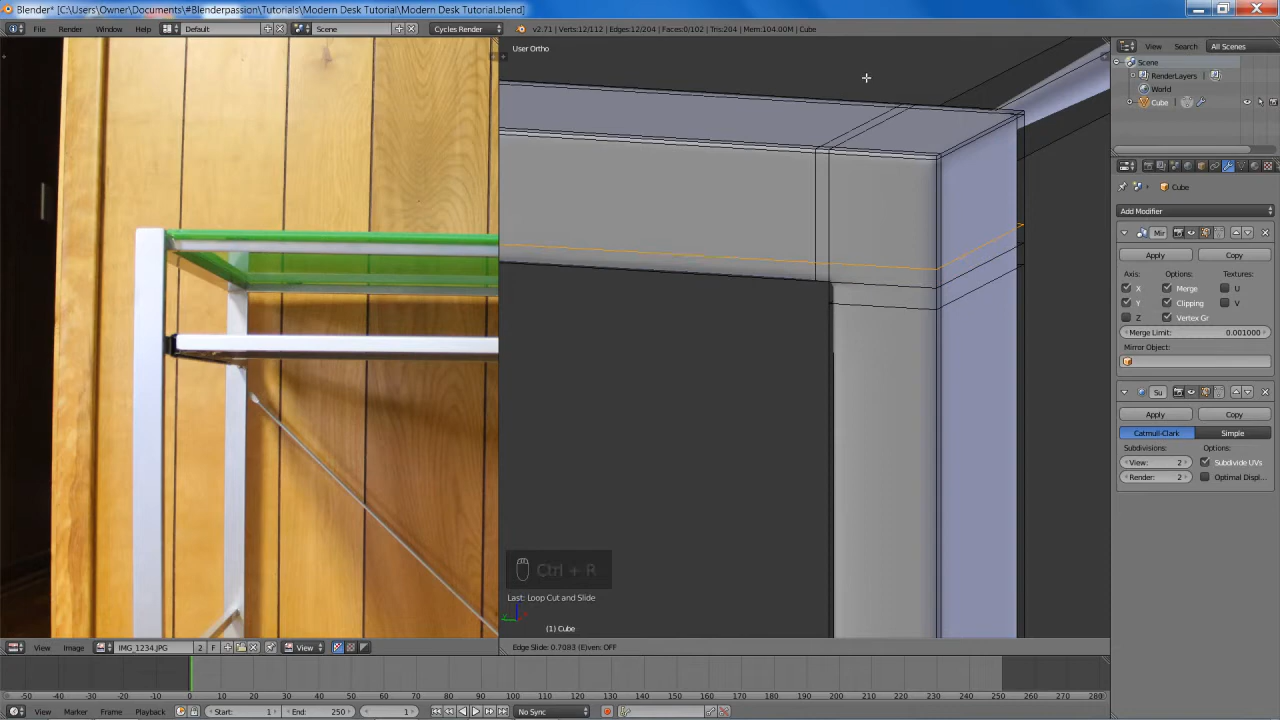 Blender* [C:\Users\Owner\Documents\#Blenderpassion\Tutorials\Modern Desk Tutorial\Modern Desk Tutorial.blend]
File Render Window Help Default Scene Cycles Render v2.71 | Verts:12/112 | Edges:12/204 | Faces:0/102 | Tris:204 | Mem:104.00M | Cube
View Search All Scenes
User Ortho
Scene
RenderLayers
World
Cube
Cube
Add Modifier
Mir
Apply Copy
Axis: Options: Textures:
X Merge U
Y Clipping V
Z Vertex Gr
Merge Limit: 0.001000
Mirror Object:
Su
Apply Copy
Catmull-Clark Simple
Subdivisions: Options:
View: 2 Subdivide UVs
Render: 2 Optimal Displ...
Ctrl + R
Last: Loop Cut and Slide
(1) Cube
View Image IMG_1234.JPG 2 F View Edge Slide: 0.7083 (E)ven: OFF
-50 -40 -30 -20 -10 0 10 20 30 40 50 60 70 80 90 100 110 120 130 140 150 160 170 180 190 200 210 220 230 240 250 260 270 280
View Marker Frame Playback Start: 1 End: 250 1 No Sync